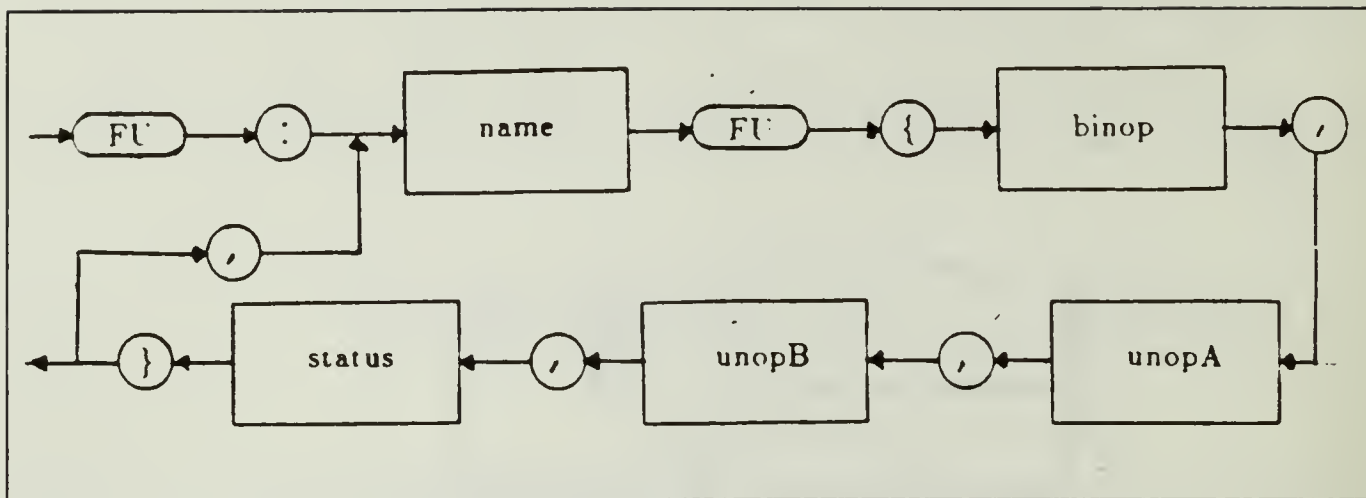 FU : name FU { binop ,
,
} status , unopB , unopA